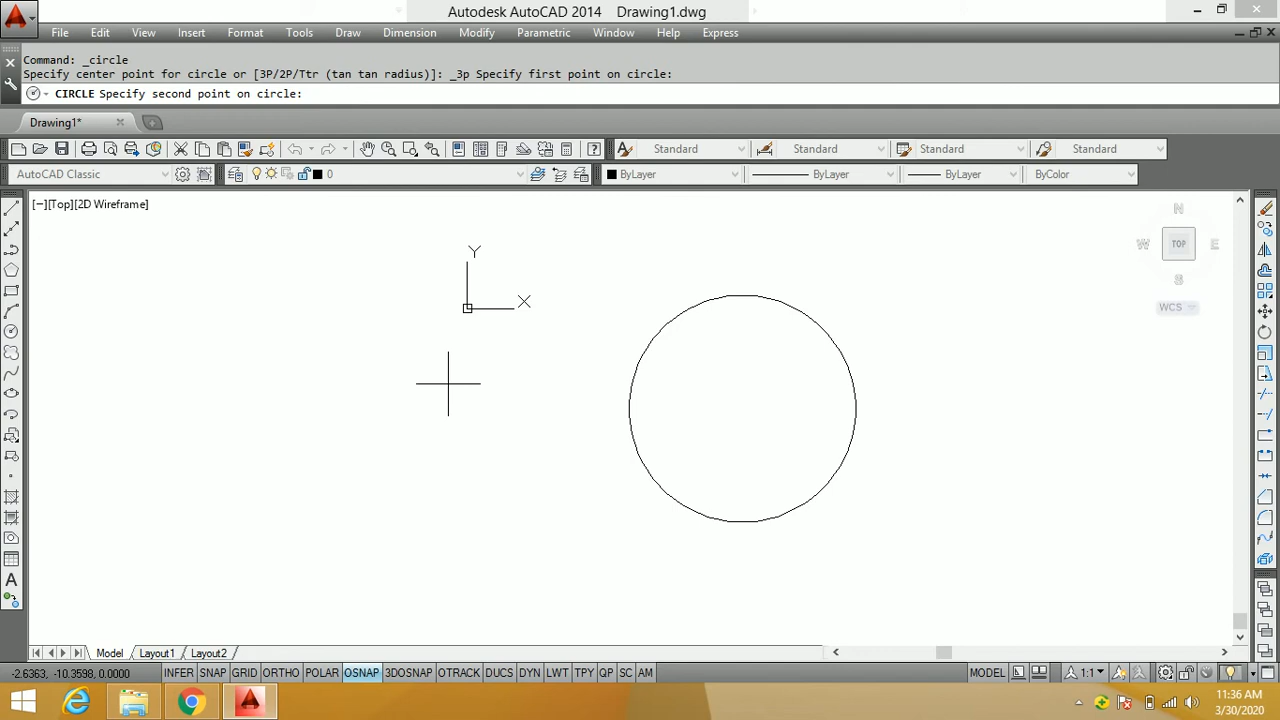 Autodesk AutoCAD 2014 Drawing1.dwg
File Edit View Insert Format Tools Draw Dimension Modify Parametric Window Help Express
Command: _circle
Specify center point for circle or [3P/2P/Ttr (tan tan radius)]: _3p Specify first point on circle:
CIRCLE Specify second point on circle:
Drawing1*
Standard Standard Standard Standard
AutoCAD Classic 0 ByLayer ByLayer ByLayer ByColor
[−][Top][2D Wireframe]
N
W TOP E
S
WCS
Y
X
A
Model Layout1 Layout2
-2.6363, -10.3598, 0.0000 INFER SNAP GRID ORTHO POLAR OSNAP 3DOSNAP OTRACK DUCS DYN LWT TPY QP SC AM MODEL 1:1
11:36 AM
3/30/2020